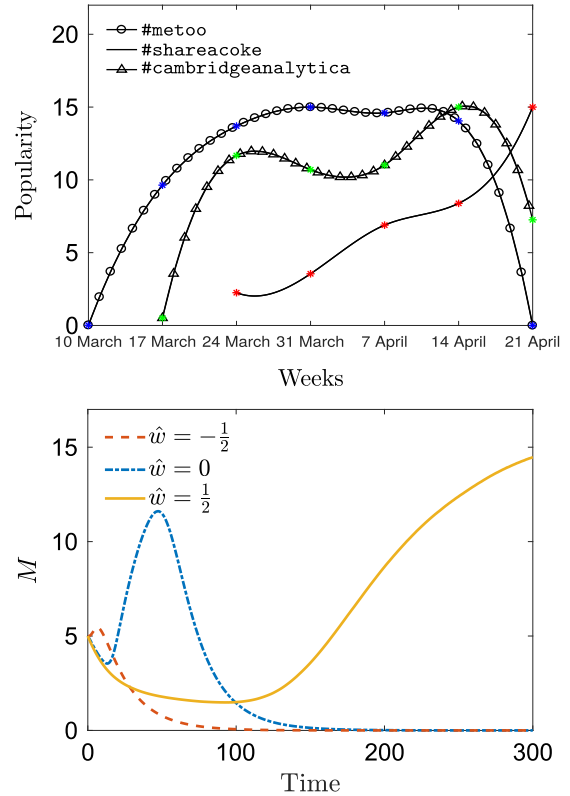 20
#metoo
#shareacoke
#cambridgeanalytica
15
10
5
0
Popularity
10 March 17 March 24 March 31 March 7 April 14 April 21 April
Weeks
15
ŵ = −1/2
ŵ = 0
ŵ = 1/2
10
5
0
M
0 100 200 300
Time